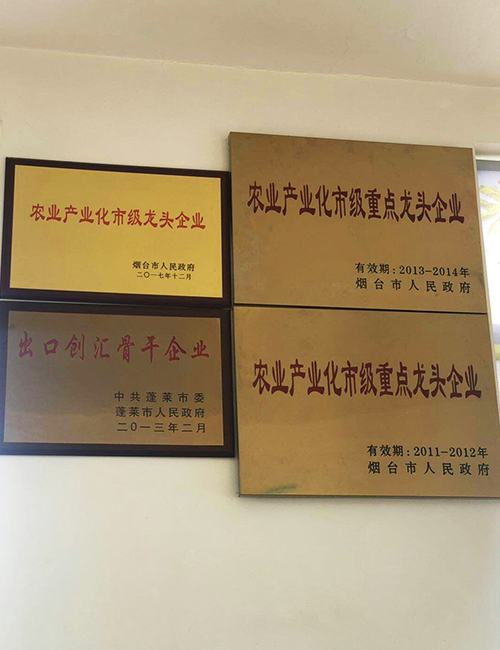 农业产业化市级龙头企业
烟台市人民政府
二〇一七年十二月
农业产业化市级重点龙头企业
有效期:2013-2014年
烟台市人民政府
出口创汇骨干企业
中共蓬莱市委
蓬莱市人民政府
二〇一三年二月
农业产业化市级重点龙头企业
有效期:2011-2012年
烟台市人民政府